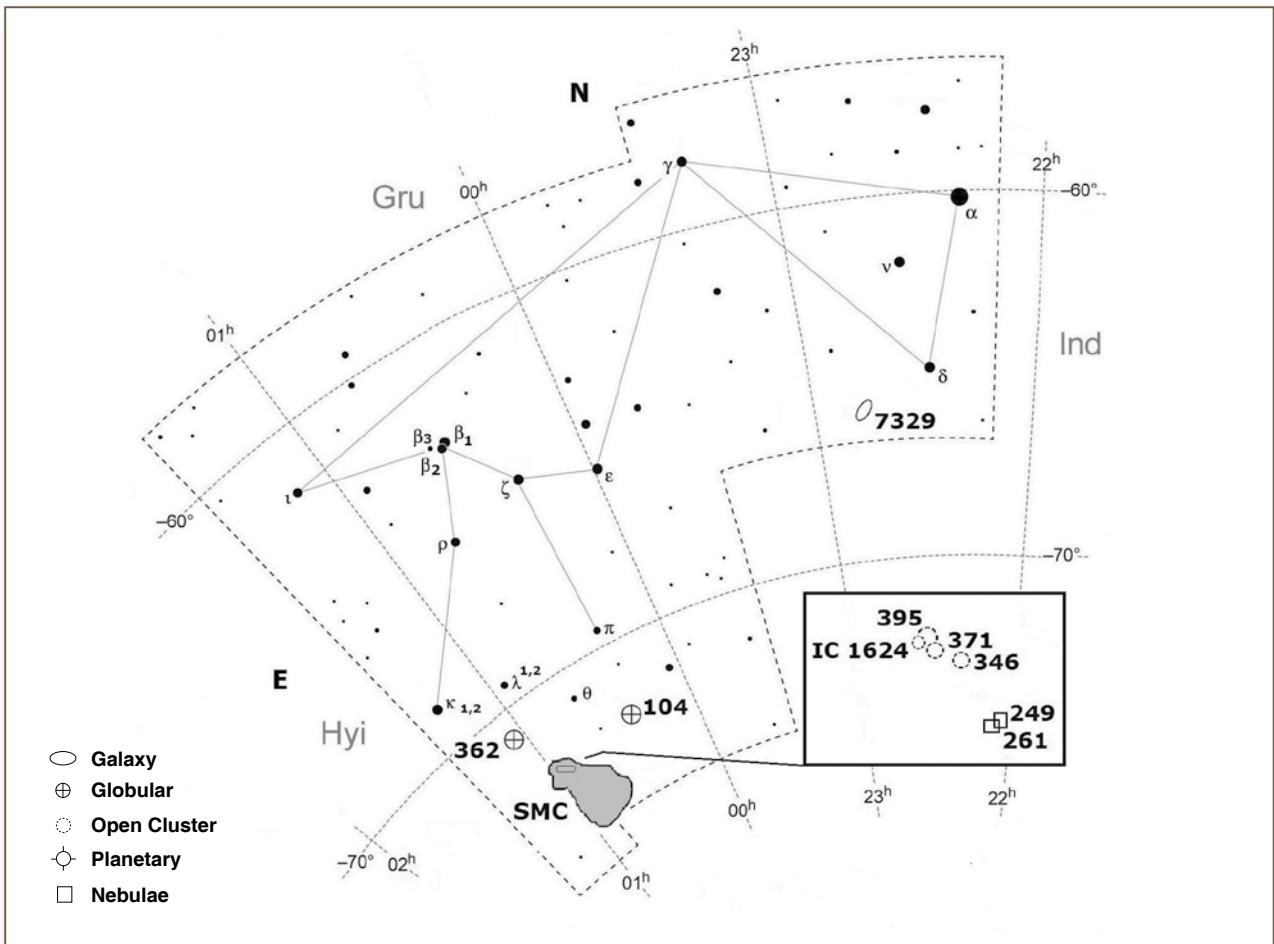 23h
N
22h
γ
Gru
00h
–60°
α
ν
01h
Ind
δ
7329
β3
β1
β2
ε
ζ
ι
–60°
ρ
–70°
395
371
IC 1624
346
π
E
λ1,2
θ
κ 1,2
104
249
261
Hyi
362
Galaxy
Globular
SMC
23h
22h
00h
Open Cluster
Planetary
–70°
02h
01h
Nebulae